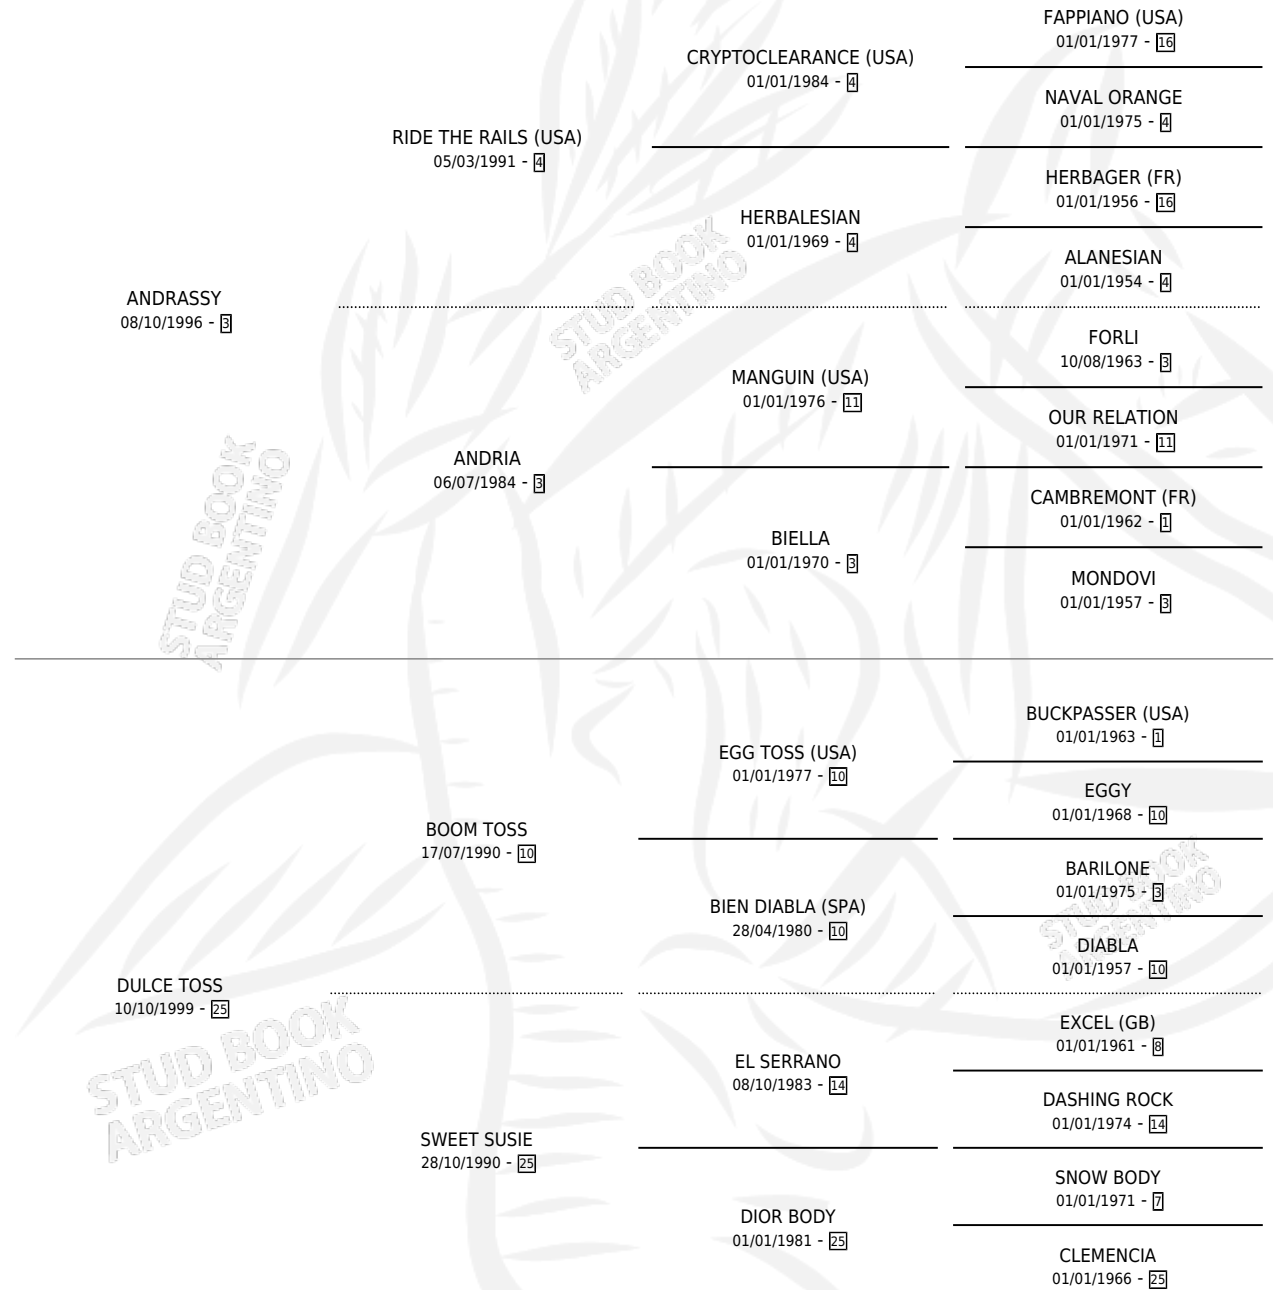 FAPPIANO (USA)
01/01/1977 - 16
CRYPTOCLEARANCE (USA)
01/01/1984 - 4
NAVAL ORANGE
01/01/1975 - 4
RIDE THE RAILS (USA)
05/03/1991 - 4
HERBAGER (FR)
01/01/1956 - 16
HERBALESIAN
01/01/1969 - 4
ALANESIAN
01/01/1954 - 4
STUD BOOK
ARGENTINO
ANDRASSY
08/10/1996 - 3
FORLI
10/08/1963 - 3
MANGUIN (USA)
01/01/1976 - 11
OUR RELATION
01/01/1971 - 11
ANDRIA
06/07/1984 - 3
CAMBREMONT (FR)
01/01/1962 - 1
BIELLA
01/01/1970 - 3
MONDOVI
01/01/1957 - 3
STUD BOOK
ARGENTINO
BUCKPASSER (USA)
01/01/1963 - 1
EGG TOSS (USA)
01/01/1977 - 10
EGGY
01/01/1968 - 10
BOOM TOSS
17/07/1990 - 10
BARILONE
01/01/1975 - 3
BIEN DIABLA (SPA)
28/04/1980 - 10
STUD BOOK
ARGENTINO
DIABLA
01/01/1957 - 10
DULCE TOSS
10/10/1999 - 25
EXCEL (GB)
01/01/1961 - 8
EL SERRANO
08/10/1983 - 14
STUD BOOK
ARGENTINO
DASHING ROCK
01/01/1974 - 14
SWEET SUSIE
28/10/1990 - 25
SNOW BODY
01/01/1971 - 7
DIOR BODY
01/01/1981 - 25
CLEMENCIA
01/01/1966 - 25